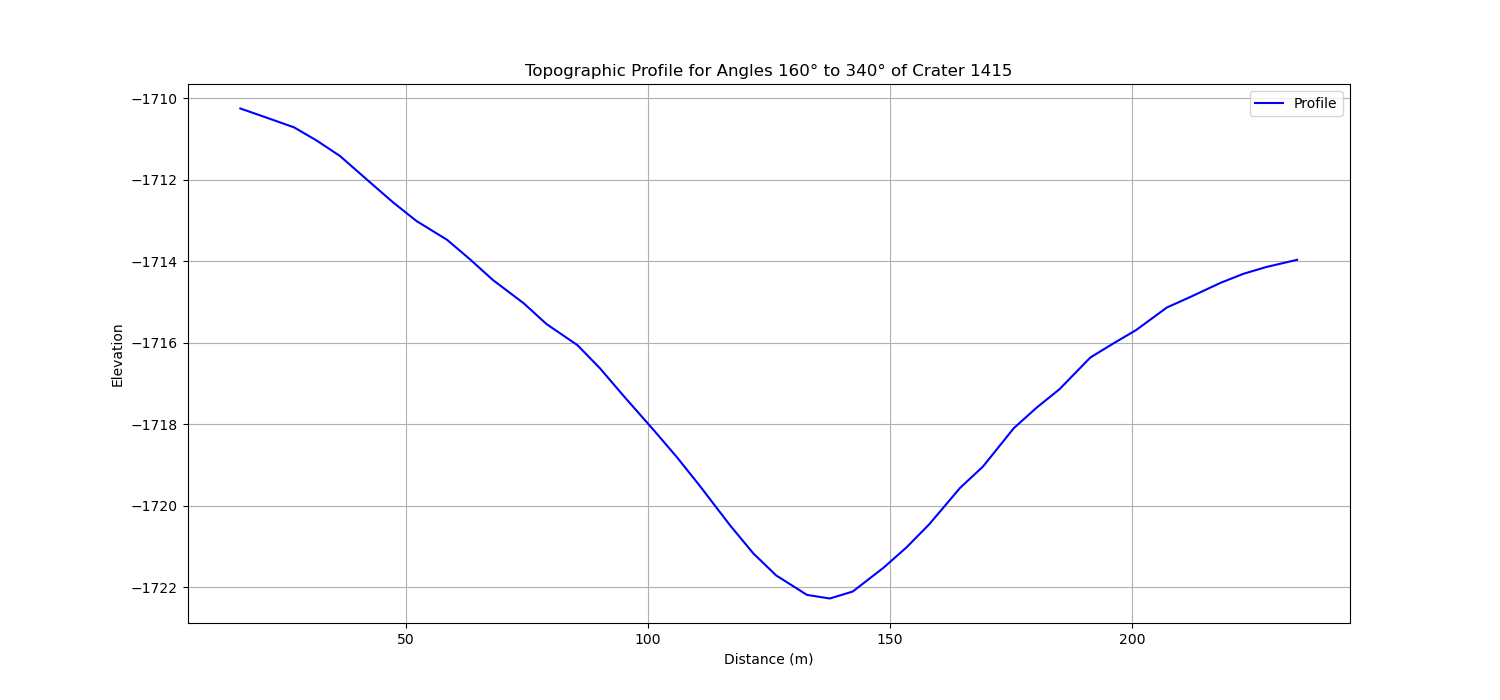 Topographic Profile for Angles 160° to 340° of Crater 1415
Profile
−1710
−1712
−1714
−1716
−1718
−1720
−1722
Elevation
50
100
150
200
Distance (m)